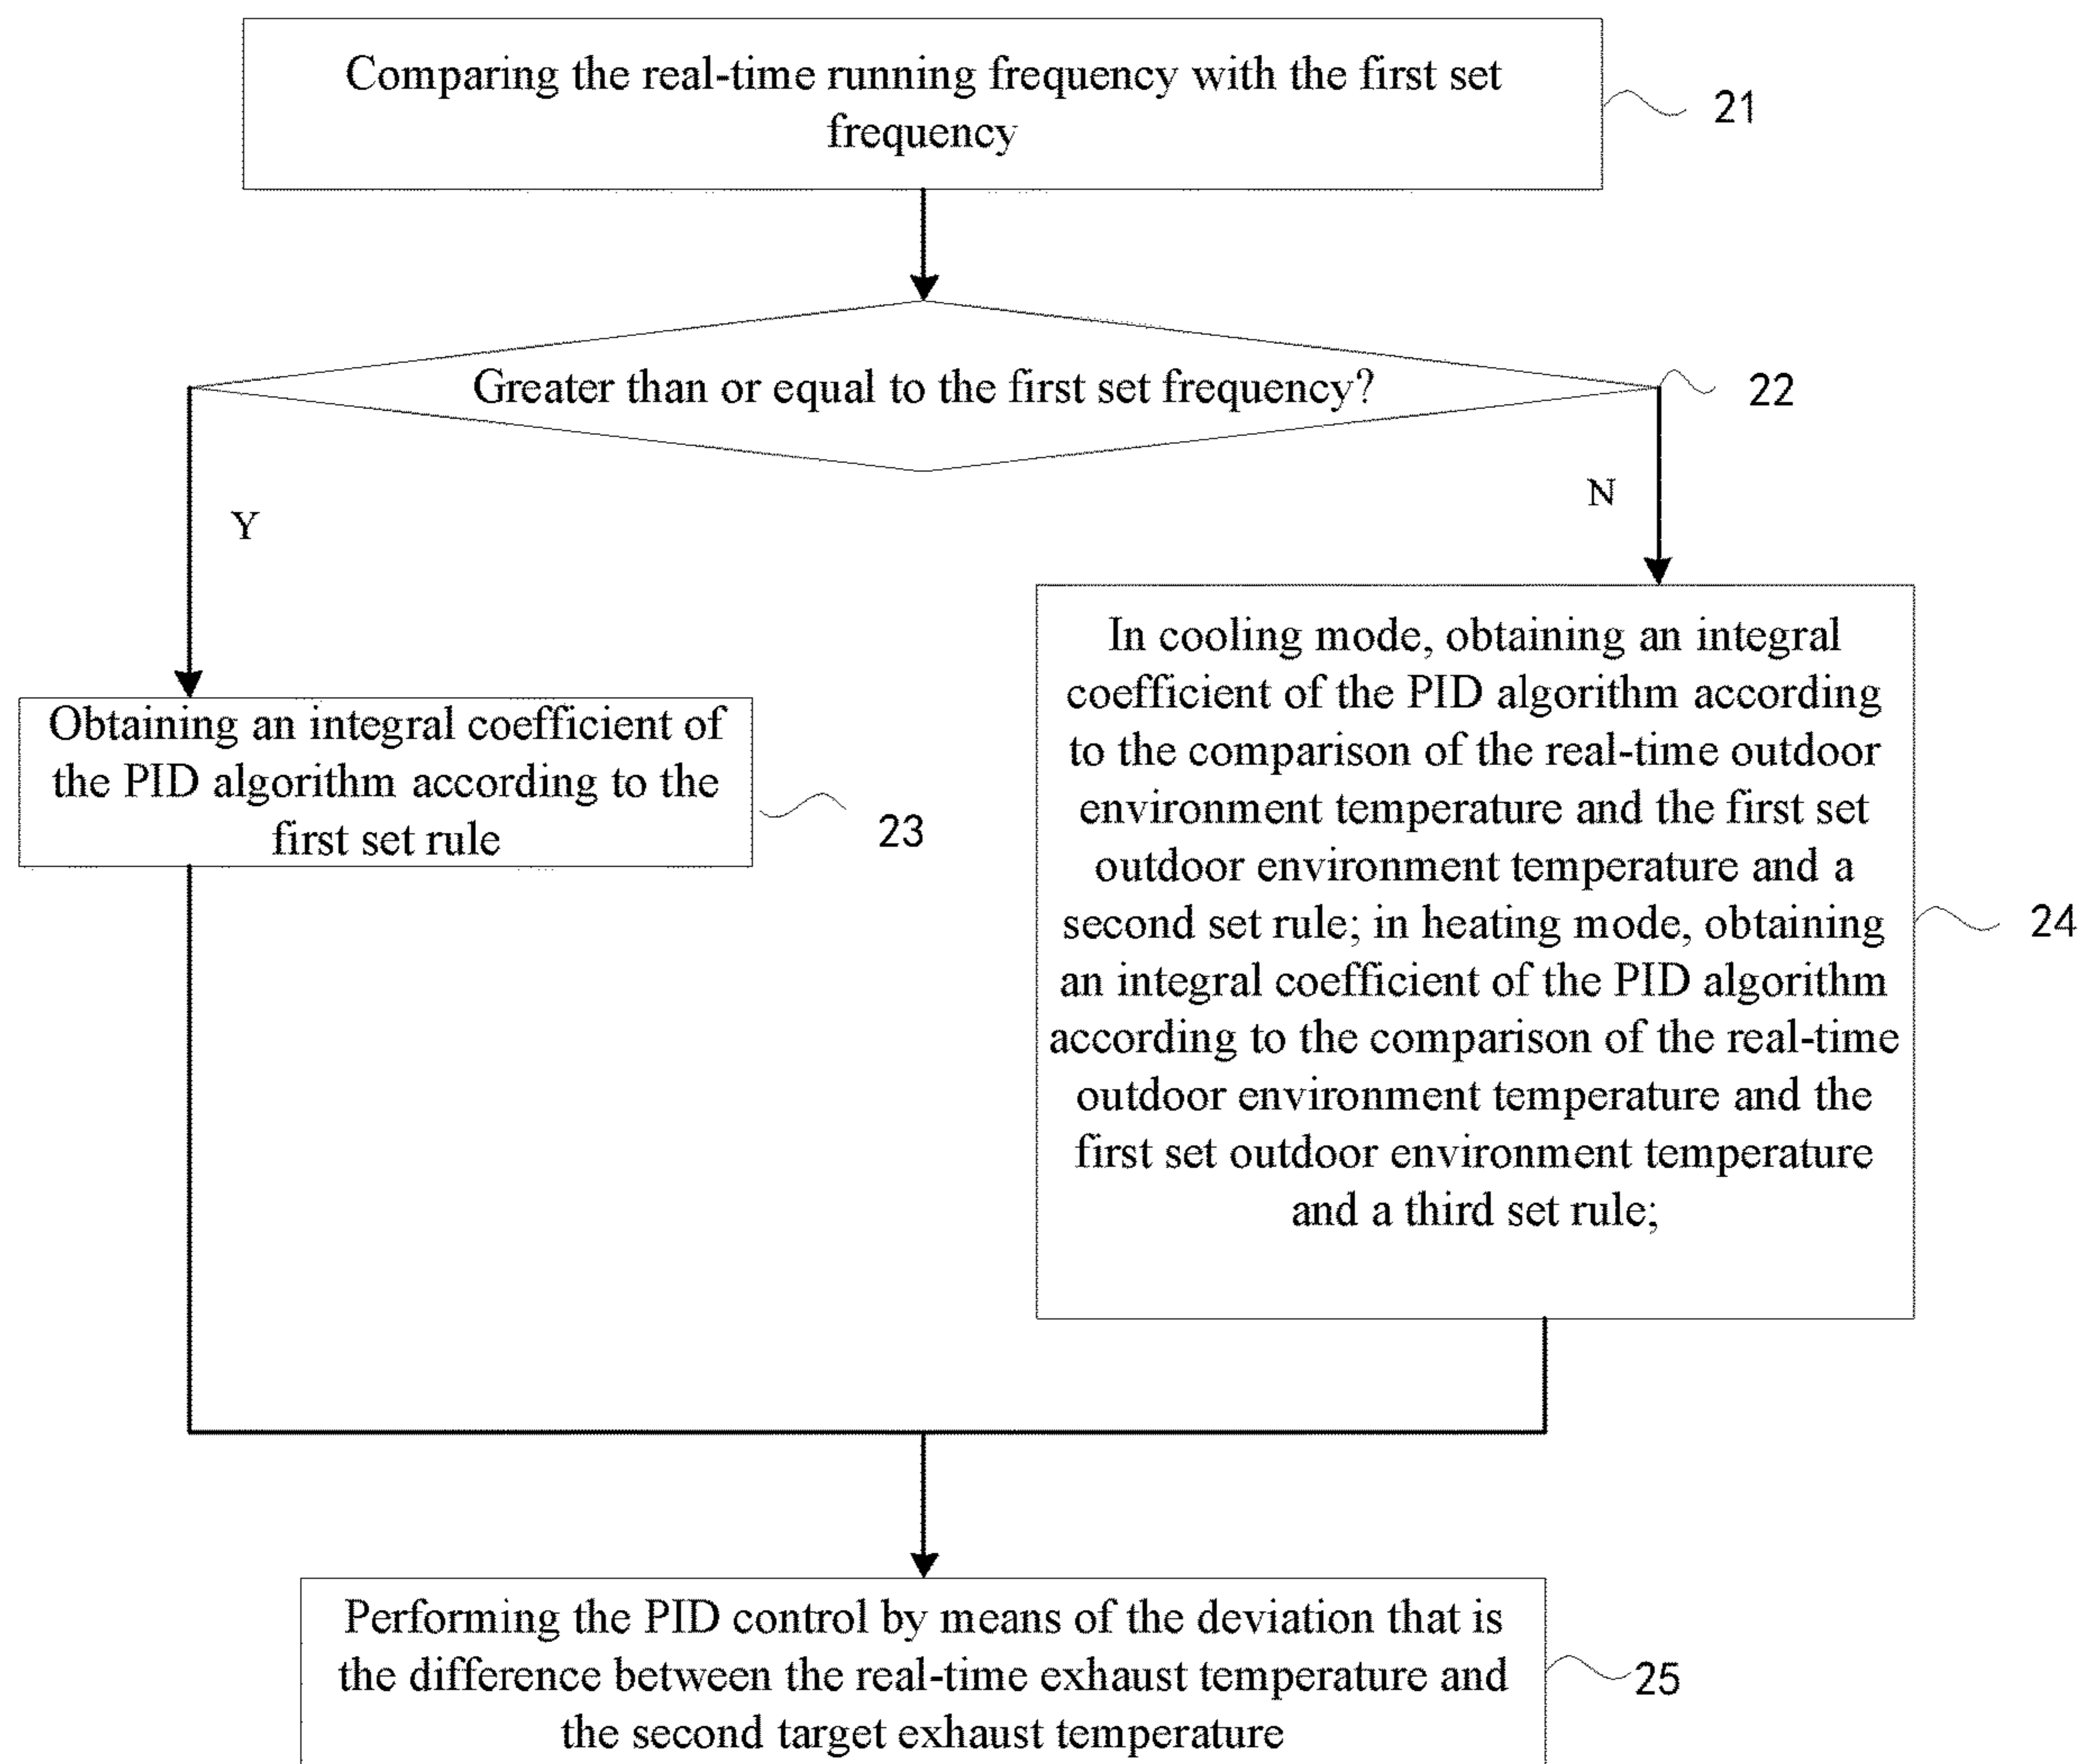 Comparing the real-time running frequency with the first set
frequency
21
Greater than or equal to the first set frequency?
22
Y
N
Obtaining an integral coefficient of
the PID algorithm according to the
first set rule
23
In cooling mode, obtaining an integral
coefficient of the PID algorithm according
to the comparison of the real-time outdoor
environment temperature and the first set
outdoor environment temperature and a
second set rule; in heating mode, obtaining
an integral coefficient of the PID algorithm
according to the comparison of the real-time
outdoor environment temperature and the
first set outdoor environment temperature
and a third set rule;
24
Performing the PID control by means of the deviation that is
the difference between the real-time exhaust temperature and
the second target exhaust temperature
25